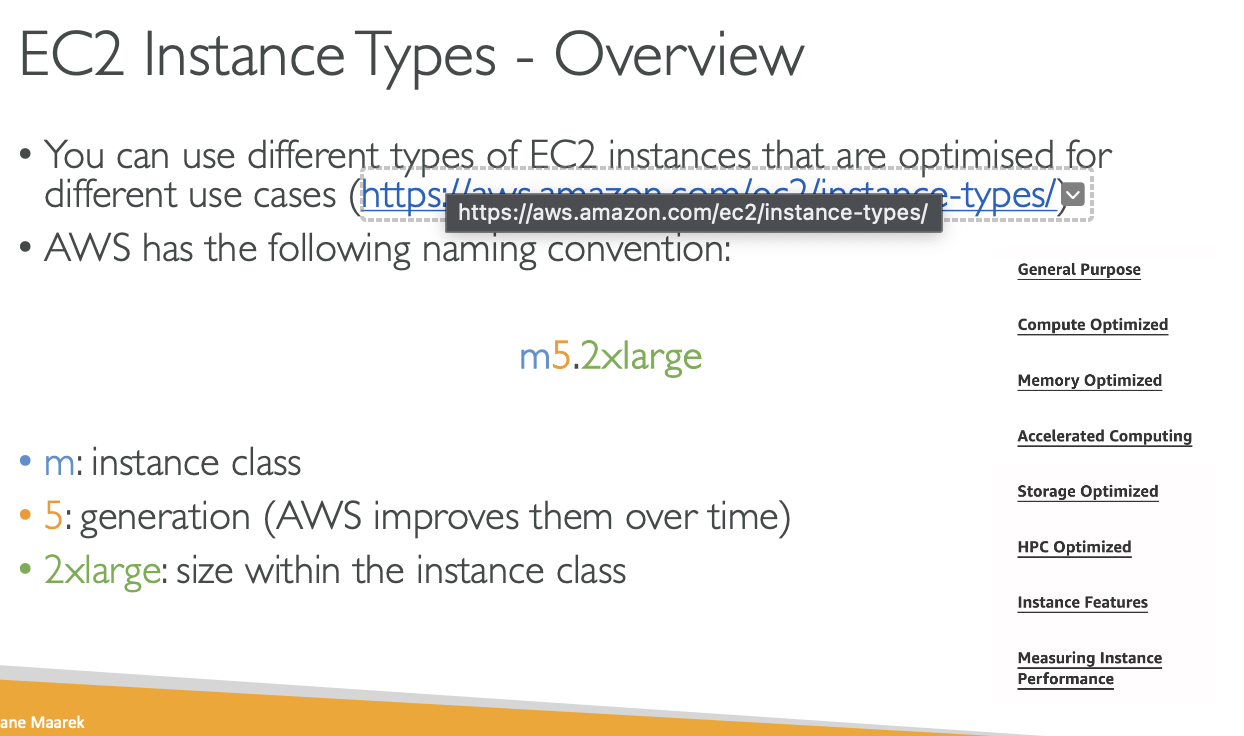 EC2 Instance Types - Overview
• You can use different types of EC2 instances that are optimised for
different use cases (https://aws.amazon.com/ec2/instance-types/)
https://aws.amazon.com/ec2/instance-types/
• AWS has the following naming convention:
m5.2xlarge
• m: instance class
• 5: generation (AWS improves them over time)
• 2xlarge: size within the instance class
General Purpose
Compute Optimized
Memory Optimized
Accelerated Computing
Storage Optimized
HPC Optimized
Instance Features
Measuring Instance
Performance
ane Maarek